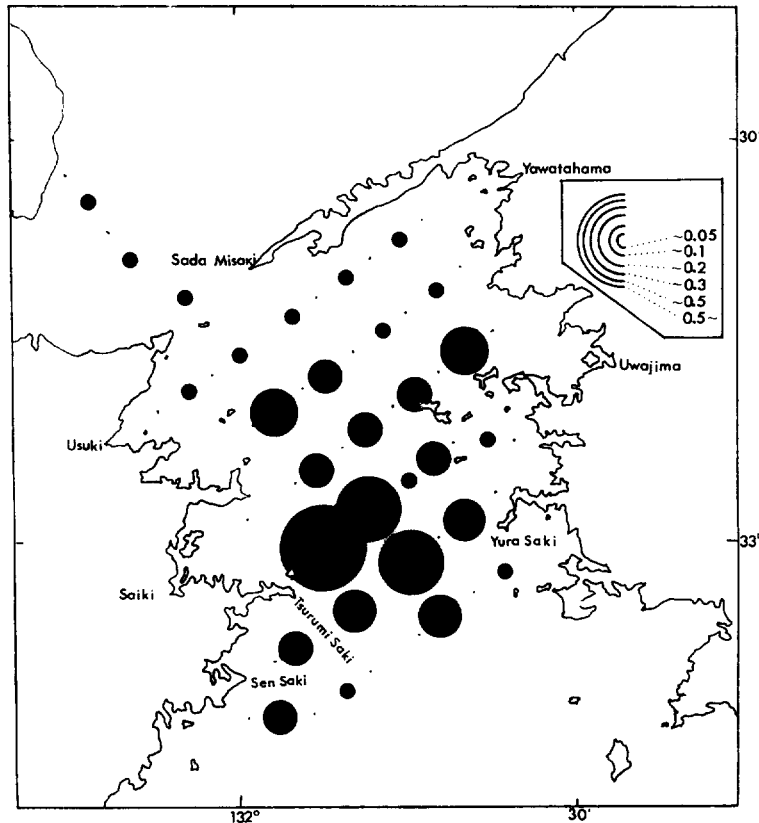 30'
Yawatahama
~0.05
~0.1
~0.2
~0.3
~0.5
0.5~
Sada Misaki
Uwajima
Usuki
33°
Yura Saki
Saiki
Tsurumi Saki
Sen Saki
132°
30'